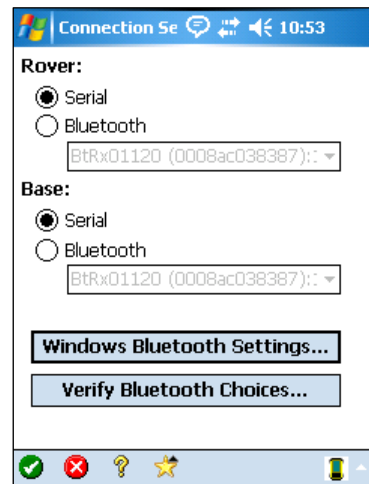 Connection Se 10:53
Rover:
Serial
Bluetooth
BtRx01120 (0008ac038387):
Base:
Serial
Bluetooth
BtRx01120 (0008ac038387):
Windows Bluetooth Settings...
Verify Bluetooth Choices...